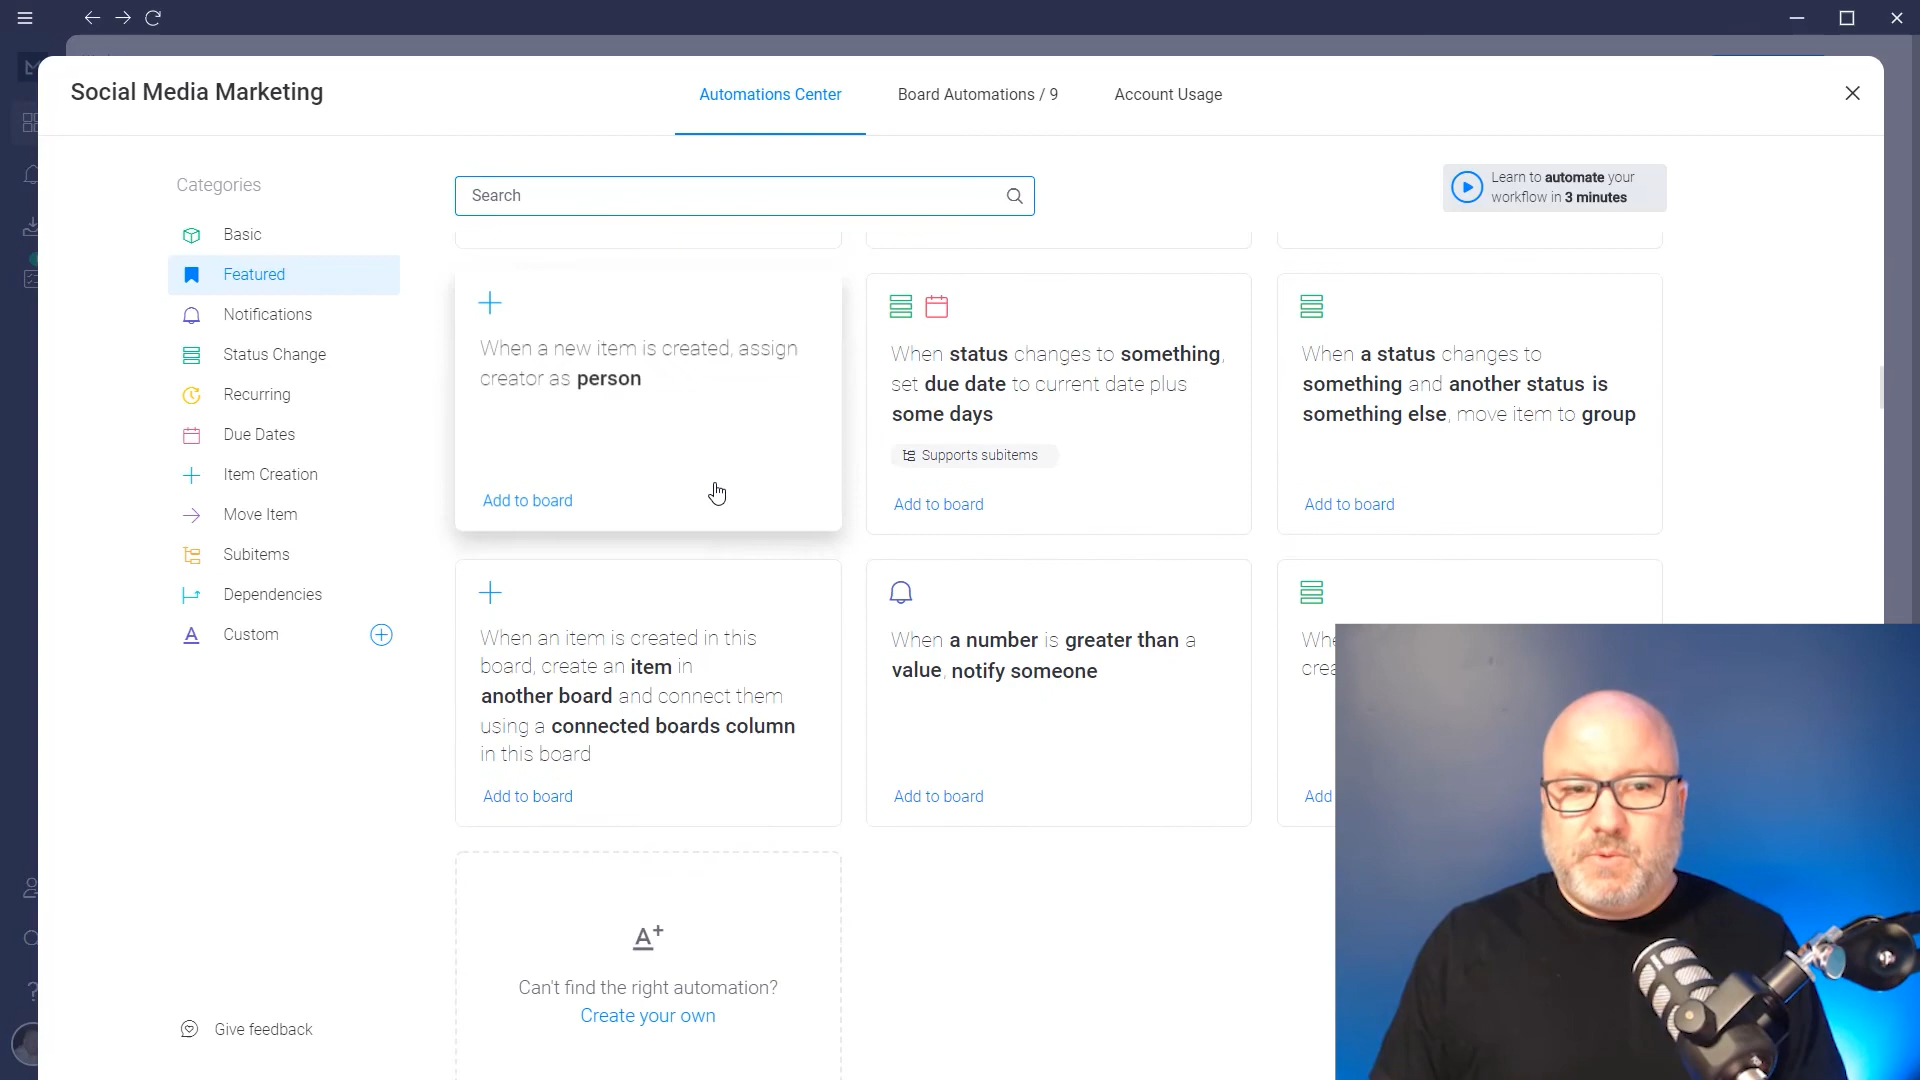 Social Media Marketing
Automations Center
Board Automations / 9
Account Usage
Categories
Basic
Featured
Notifications
Status Change
Recurring
Due Dates
Item Creation
Move Item
Subitems
Dependencies
Custom
Give feedback
Search
Learn to automate your
workflow in 3 minutes
When a new item is created, assign
creator as person
Add to board
When status changes to something,
set due date to current date plus
some days
Supports subitems
Add to board
When a status changes to
something and another status is
something else, move item to group
Add to board
When an item is created in this
board, create an item in
another board and connect them
using a connected boards column
in this board
Add to board
When a number is greater than a
value, notify someone
Add to board
Add
Can't find the right automation?
Create your own